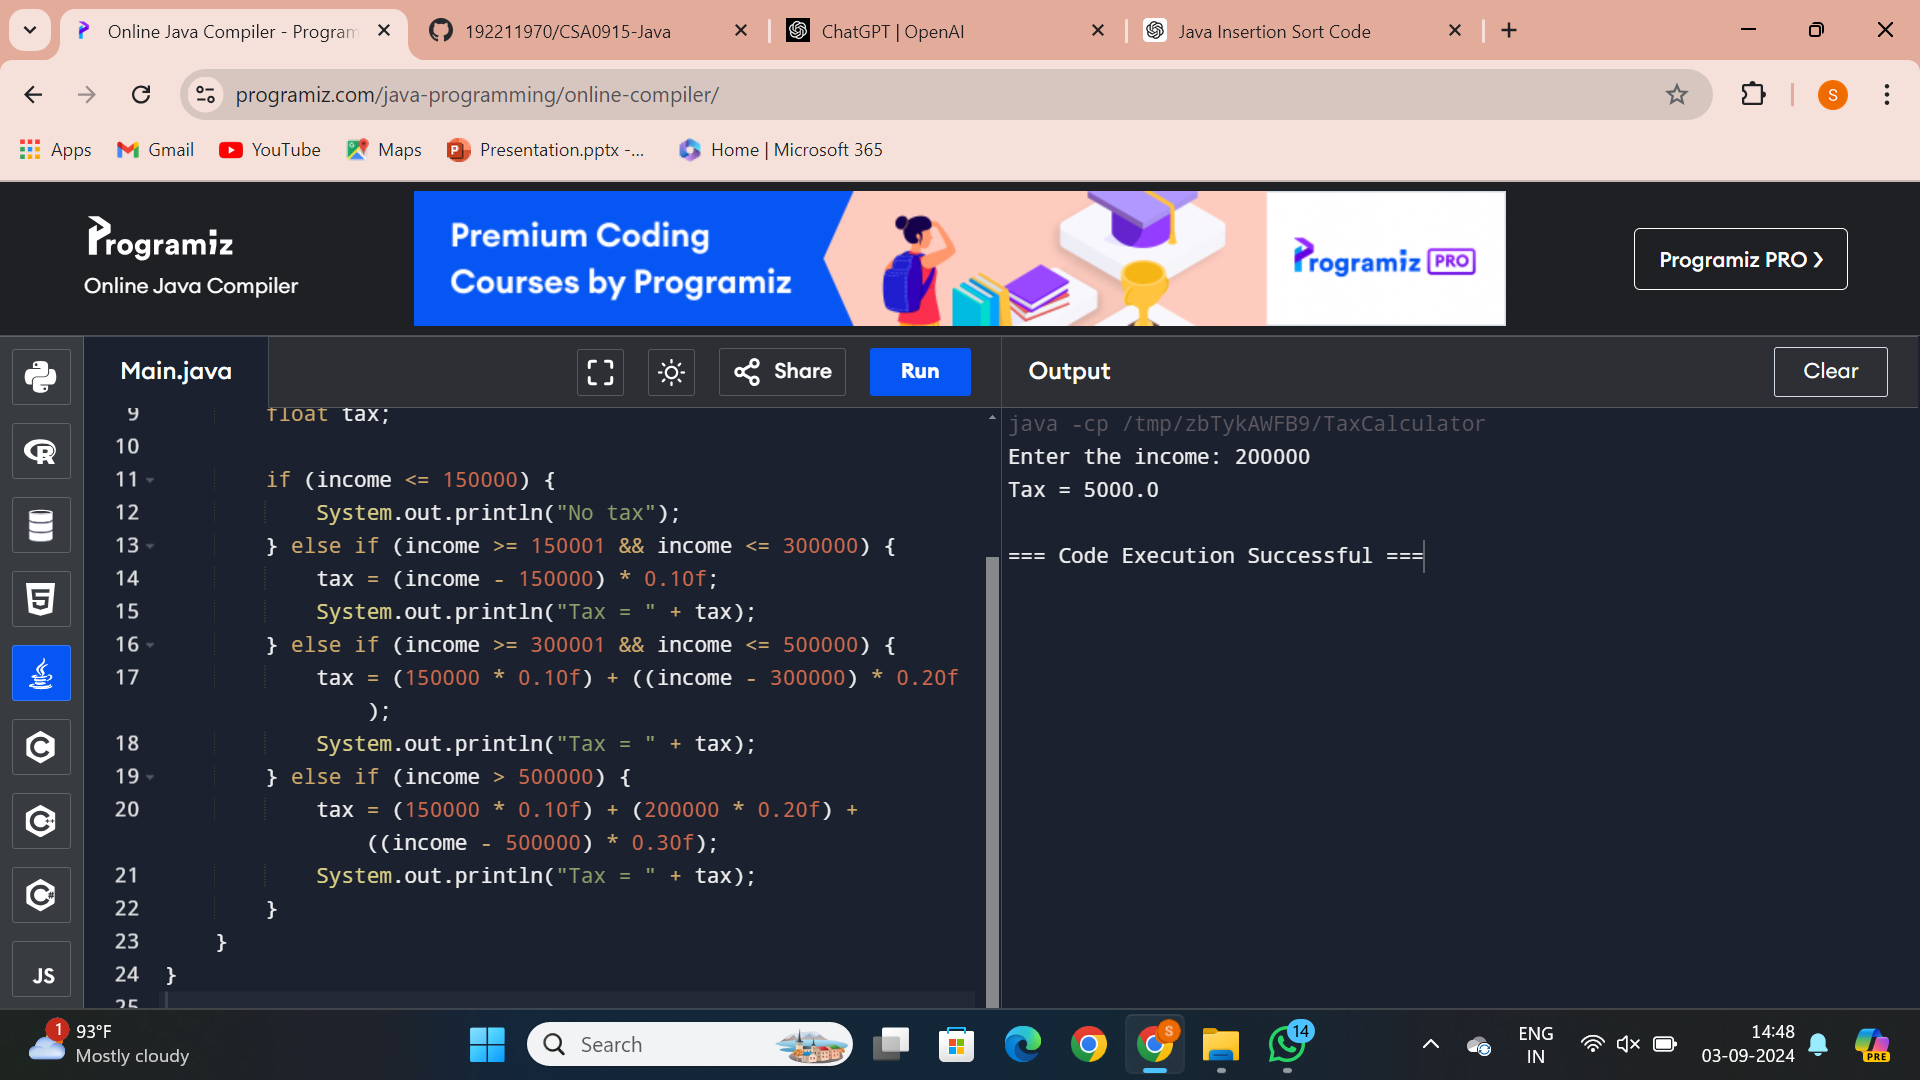 Online Java Compiler - Program
192211970/CSA0915-Java
ChatGPT | OpenAI
Java Insertion Sort Code
programiz.com/java-programming/online-compiler/
S
Apps
Gmail
YouTube
Maps
Presentation.pptx -...
Home | Microsoft 365
Programiz
Online Java Compiler
Premium Coding
Courses by Programiz
Programiz PRO
Programiz PRO ❯
Main.java
Share
Run
Output
Clear
9 float tax;
10
11 if (income <= 150000) {
12 System.out.println("No tax");
13 } else if (income >= 150001 && income <= 300000) {
14 tax = (income - 150000) * 0.10f;
15 System.out.println("Tax = " + tax);
16 } else if (income >= 300001 && income <= 500000) {
17 tax = (150000 * 0.10f) + ((income - 300000) * 0.20f
);
18 System.out.println("Tax = " + tax);
19 } else if (income > 500000) {
20 tax = (150000 * 0.10f) + (200000 * 0.20f) +
((income - 500000) * 0.30f);
21 System.out.println("Tax = " + tax);
22 }
23 }
24 }
25
java -cp /tmp/zbTykAWFB9/TaxCalculator
Enter the income: 200000
Tax = 5000.0
=== Code Execution Successful ===
R
5
C
C++
C#
JS
1
93°F
Mostly cloudy
Search
S
14
ENG
IN
14:48
03-09-2024
PRE